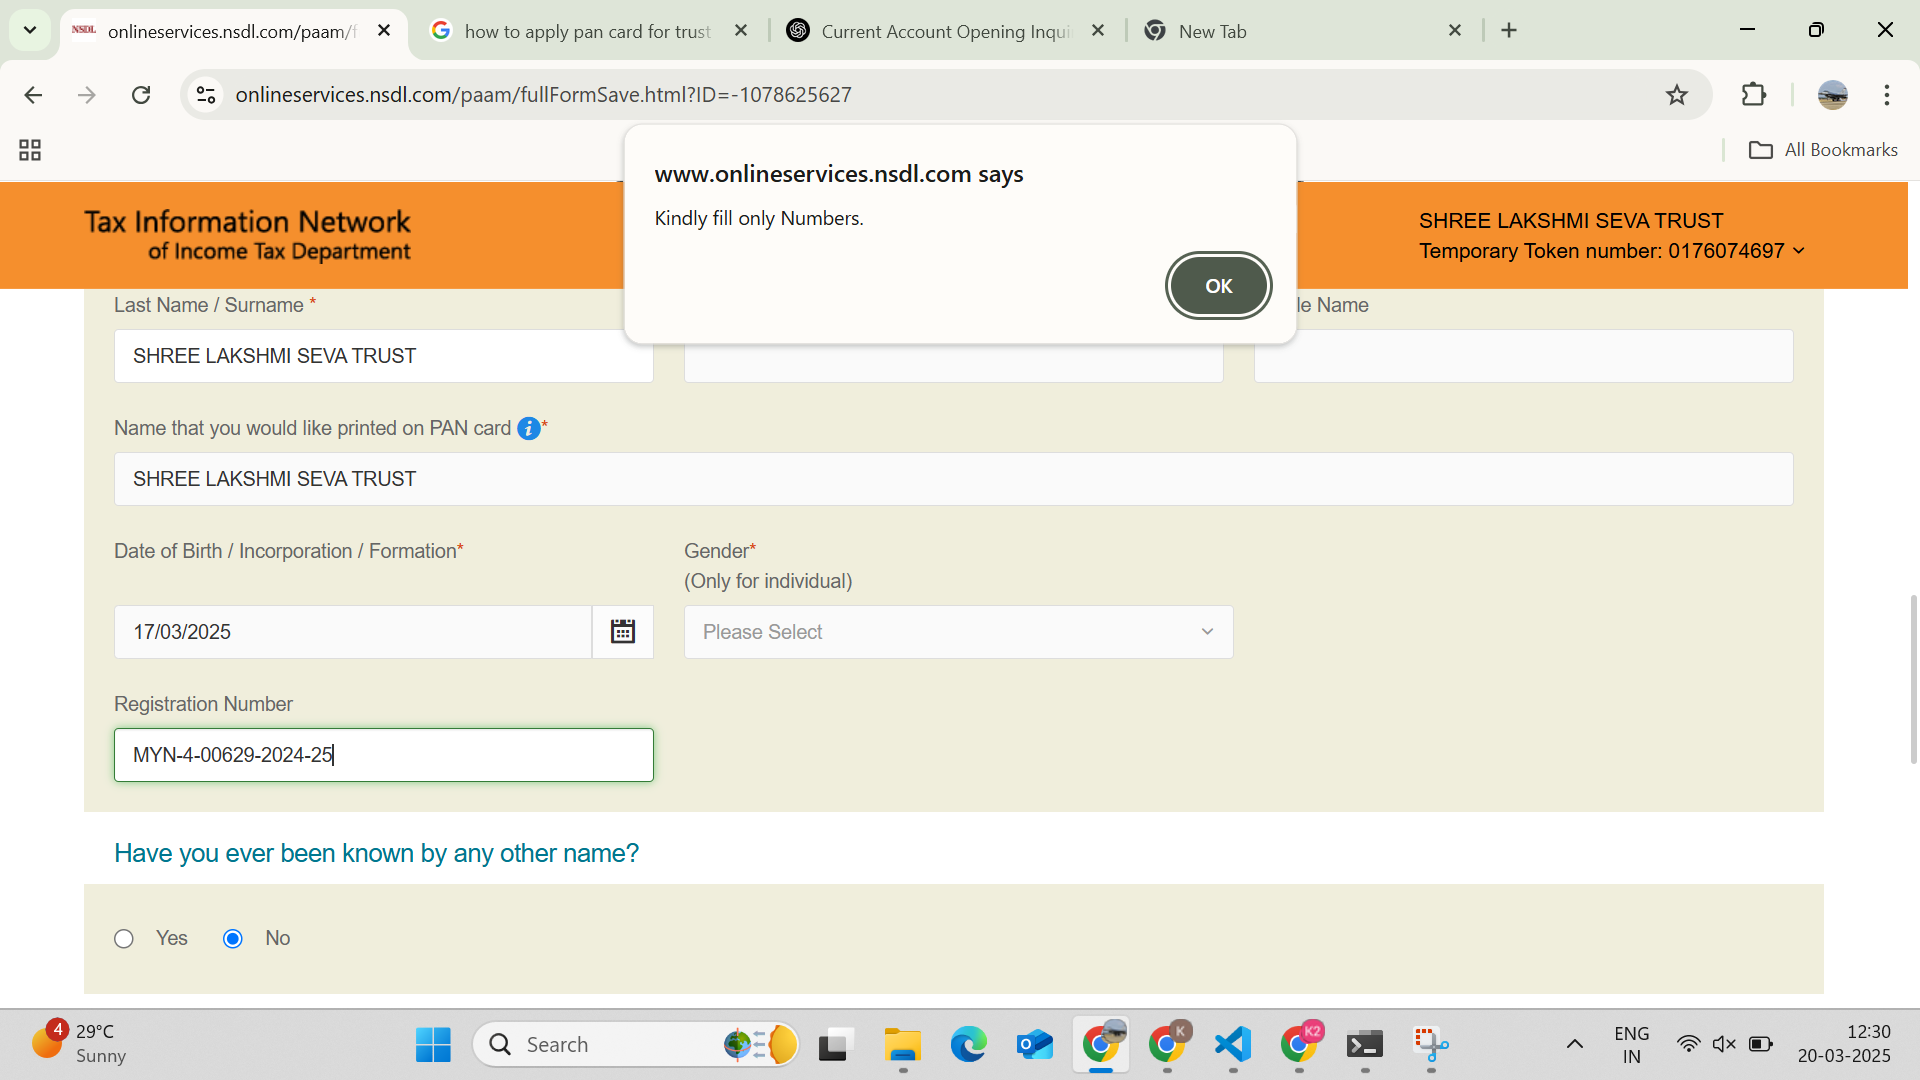 NSDL
onlineservices.nsdl.com/paam/f
how to apply pan card for trust
Current Account Opening Inqui
New Tab
onlineservices.nsdl.com/paam/fullFormSave.html?ID=-1078625627
All Bookmarks
www.onlineservices.nsdl.com says
Kindly fill only Numbers.
OK
Tax Information Network
of Income Tax Department
SHREE LAKSHMI SEVA TRUST
Temporary Token number: 0176074697
Last Name / Surname *
le Name
SHREE LAKSHMI SEVA TRUST
Name that you would like printed on PAN card i *
SHREE LAKSHMI SEVA TRUST
Date of Birth / Incorporation / Formation*
Gender*
(Only for individual)
17/03/2025
Please Select
Registration Number
MYN-4-00629-2024-25
Have you ever been known by any other name?
Yes
No
4
29°C
Sunny
Search
K
K2
ENG
IN
12:30
20-03-2025